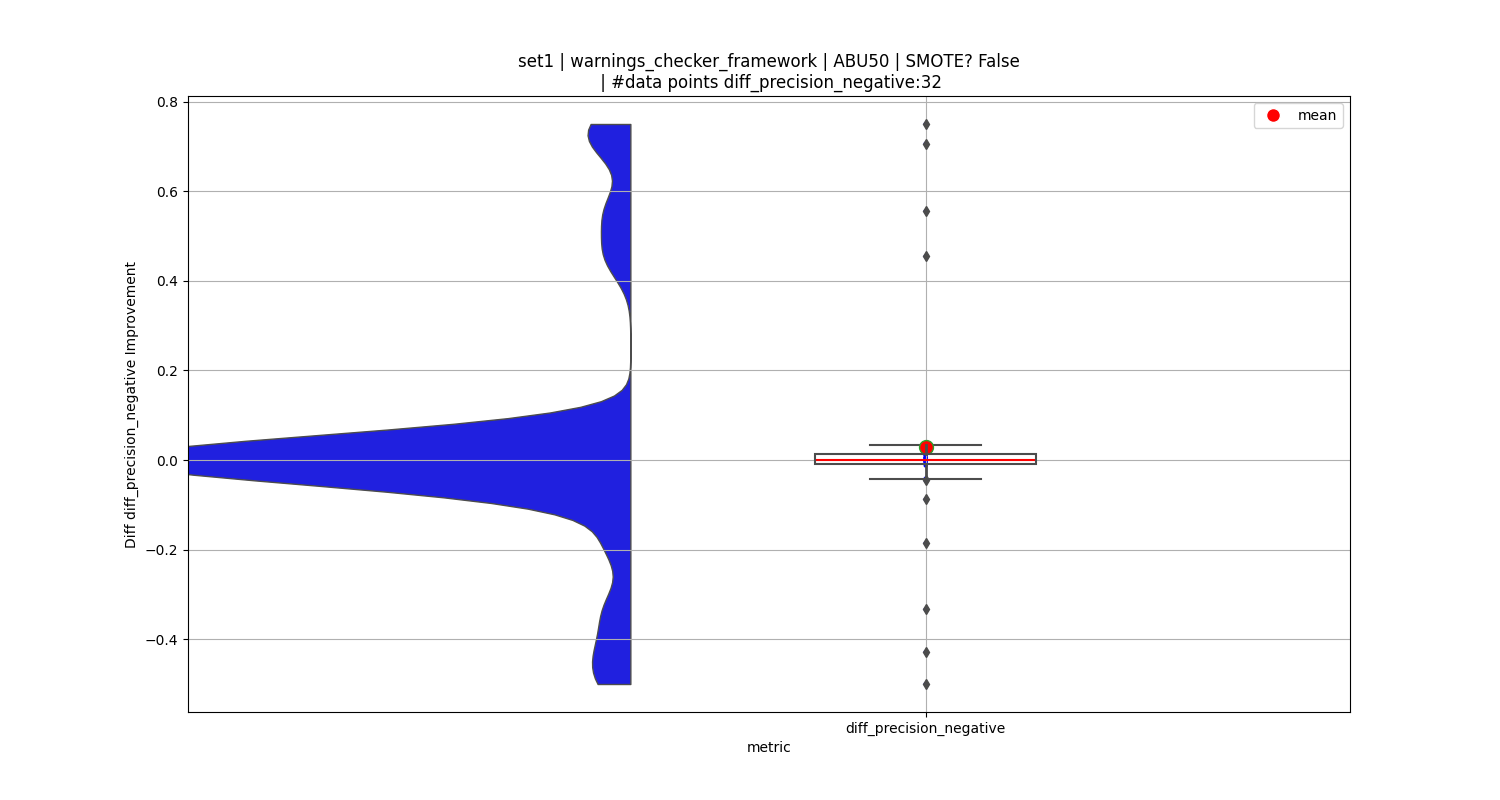 set1 | warnings_checker_framework | ABU50 | SMOTE? False
| #data points diff_precision_negative:32
mean
0.8
0.6
0.4
0.2
0.0
−0.2
−0.4
Diff diff_precision_negative Improvement
diff_precision_negative
metric